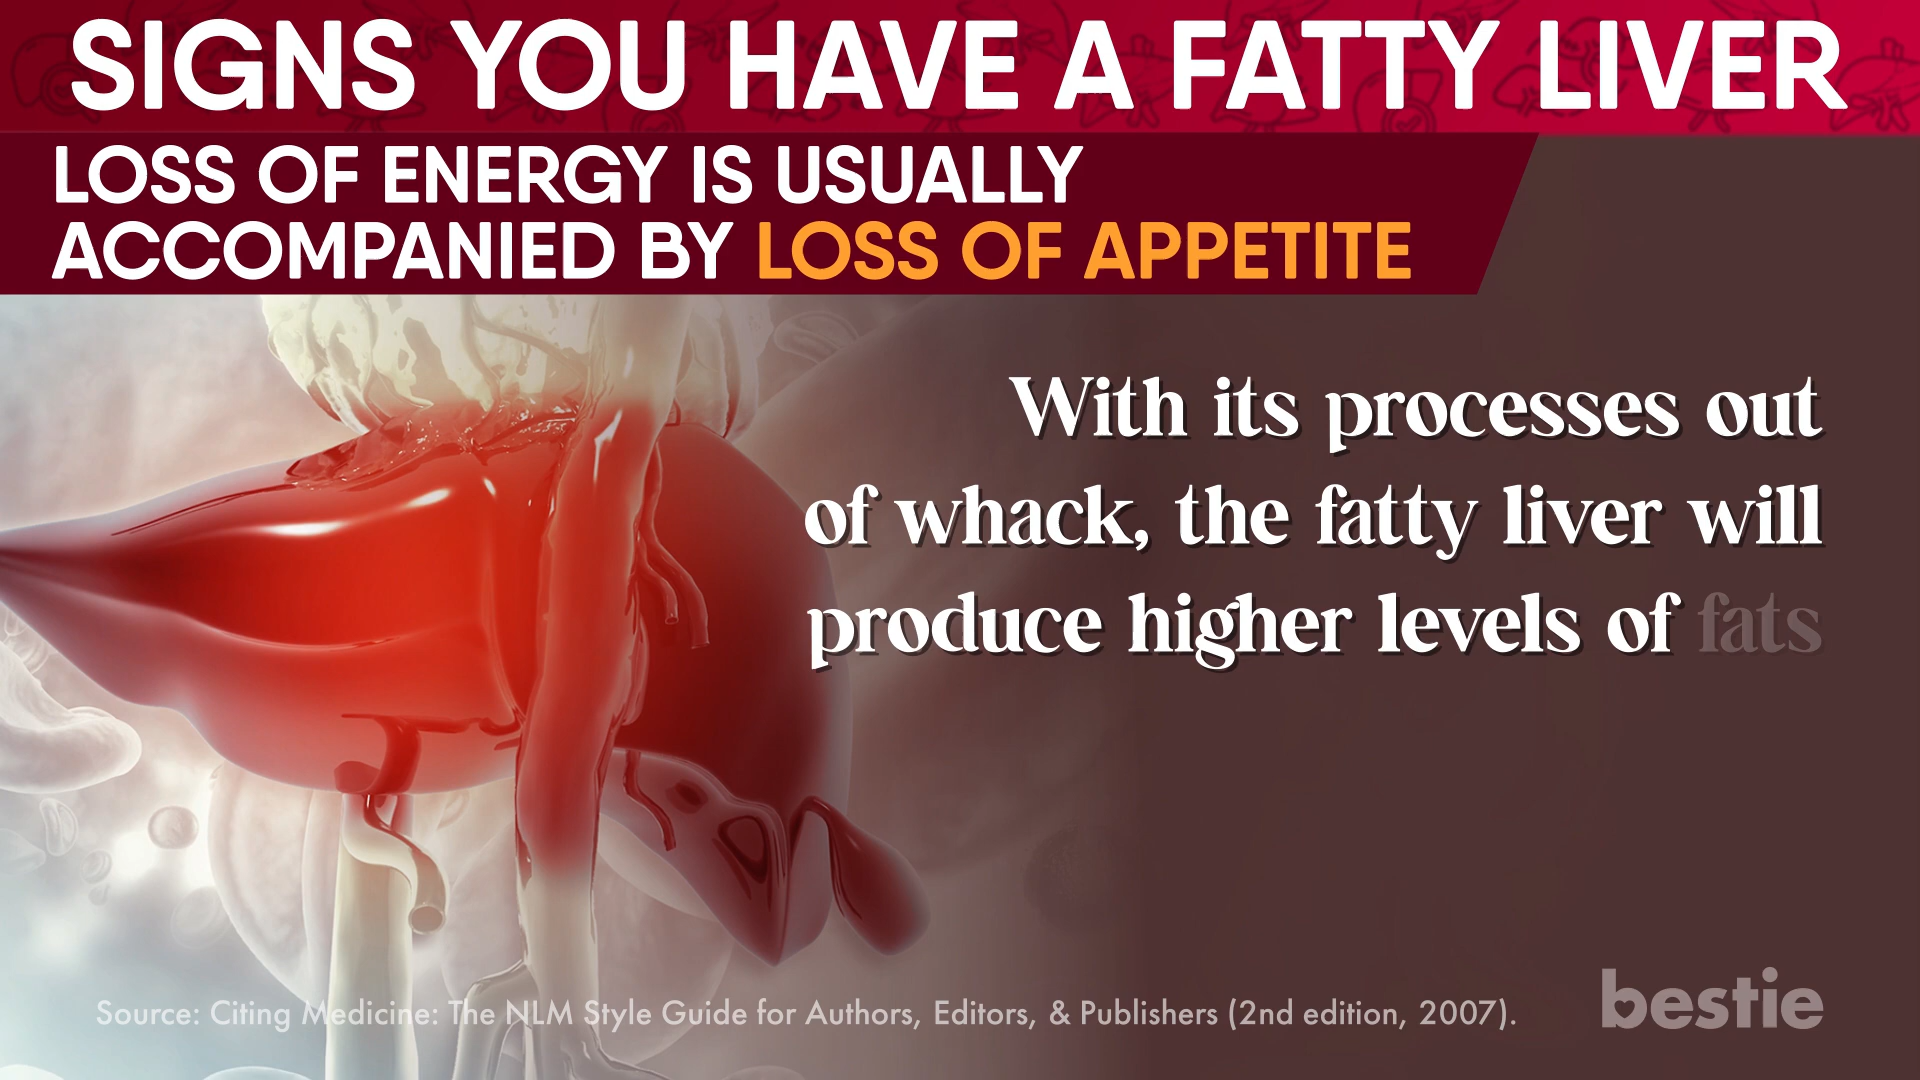 SIGNS YOU HAVE A FATTY LIVER
LOSS OF ENERGY IS USUALLY
ACCOMPANIED BY LOSS OF APPETITE
With its processes out
of whack, the fatty liver will
produce higher levels of fats
Source: Citing Medicine: The NLM Style Guide for Authors, Editors, & Publishers (2nd edition, 2007).
bestie